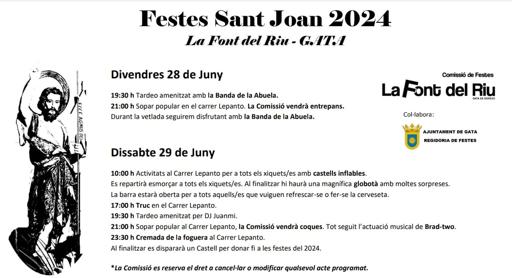 Festes Sant Joan 2024
La Font del Riu - GATA
Divendres 28 de Juny
19:30 h Tardeo amenitzat amb la Banda de la Abuela.
21:00 h Sopar popular en el carrer Lepanto. La Comissió vendrà entrepans.
Durant la vetlada seguirem disfrutant amb la Banda de la Abuela.
Comissió de Festes
La Font del Riu
GATA DE GORGOS
Col·labora:
AJUNTAMENT DE GATA
REGIDORIA DE FESTES
Dissabte 29 de Juny
10:00 h Activitats al Carrer Lepanto per a tots els xiquets/es amb castells inflables.
Es repartirà esmorçar a tots els xiquets/es. Al finalitzar hi haurà una magnífica globotà amb moltes sorpreses.
La barra estarà oberta per a tots aquells/es que vuiguen refrescar-se o fer-se la cerveseta.
17:00 h Truc en el Carrer Lepanto.
19:30 h Tardeo amenitzat per DJ Juanmi.
21:00 h Sopar popular al Carrer Lepanto, la Comissió vendrà coques. Tot seguit l'actuació musical de Brad-two.
23:30 h Cremada de la foguera al Carrer Lepanto.
Al finalitzar es dispararà un Castell per donar fi a les festes del 2024.
*La Comissió es reserva el dret a cancel·lar o modificar qualsevol acte programat.